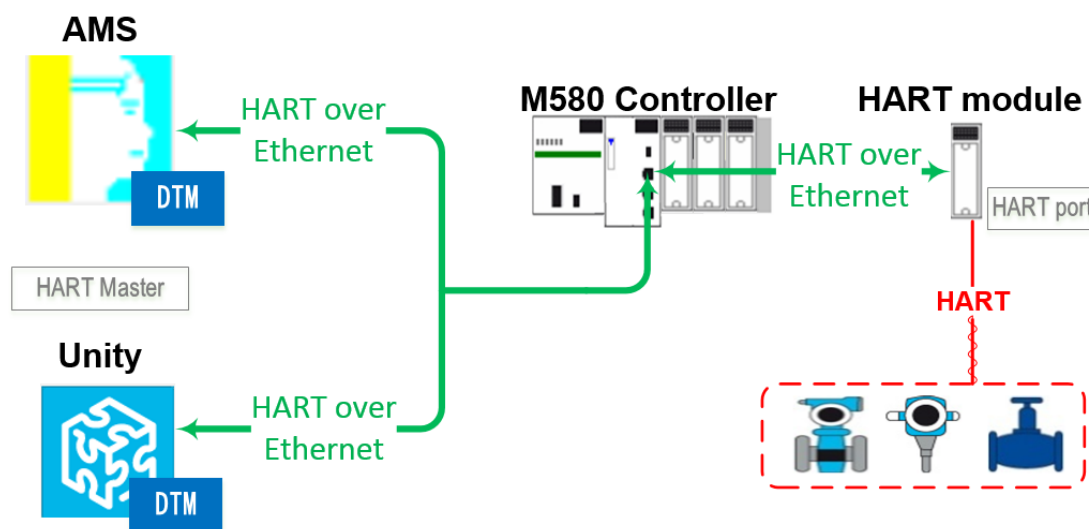 AMS
HART over
Ethernet
DTM
M580 Controller
HART module
HART over
Ethernet
HART port
HART Master
HART
Unity
HART over
Ethernet
DTM